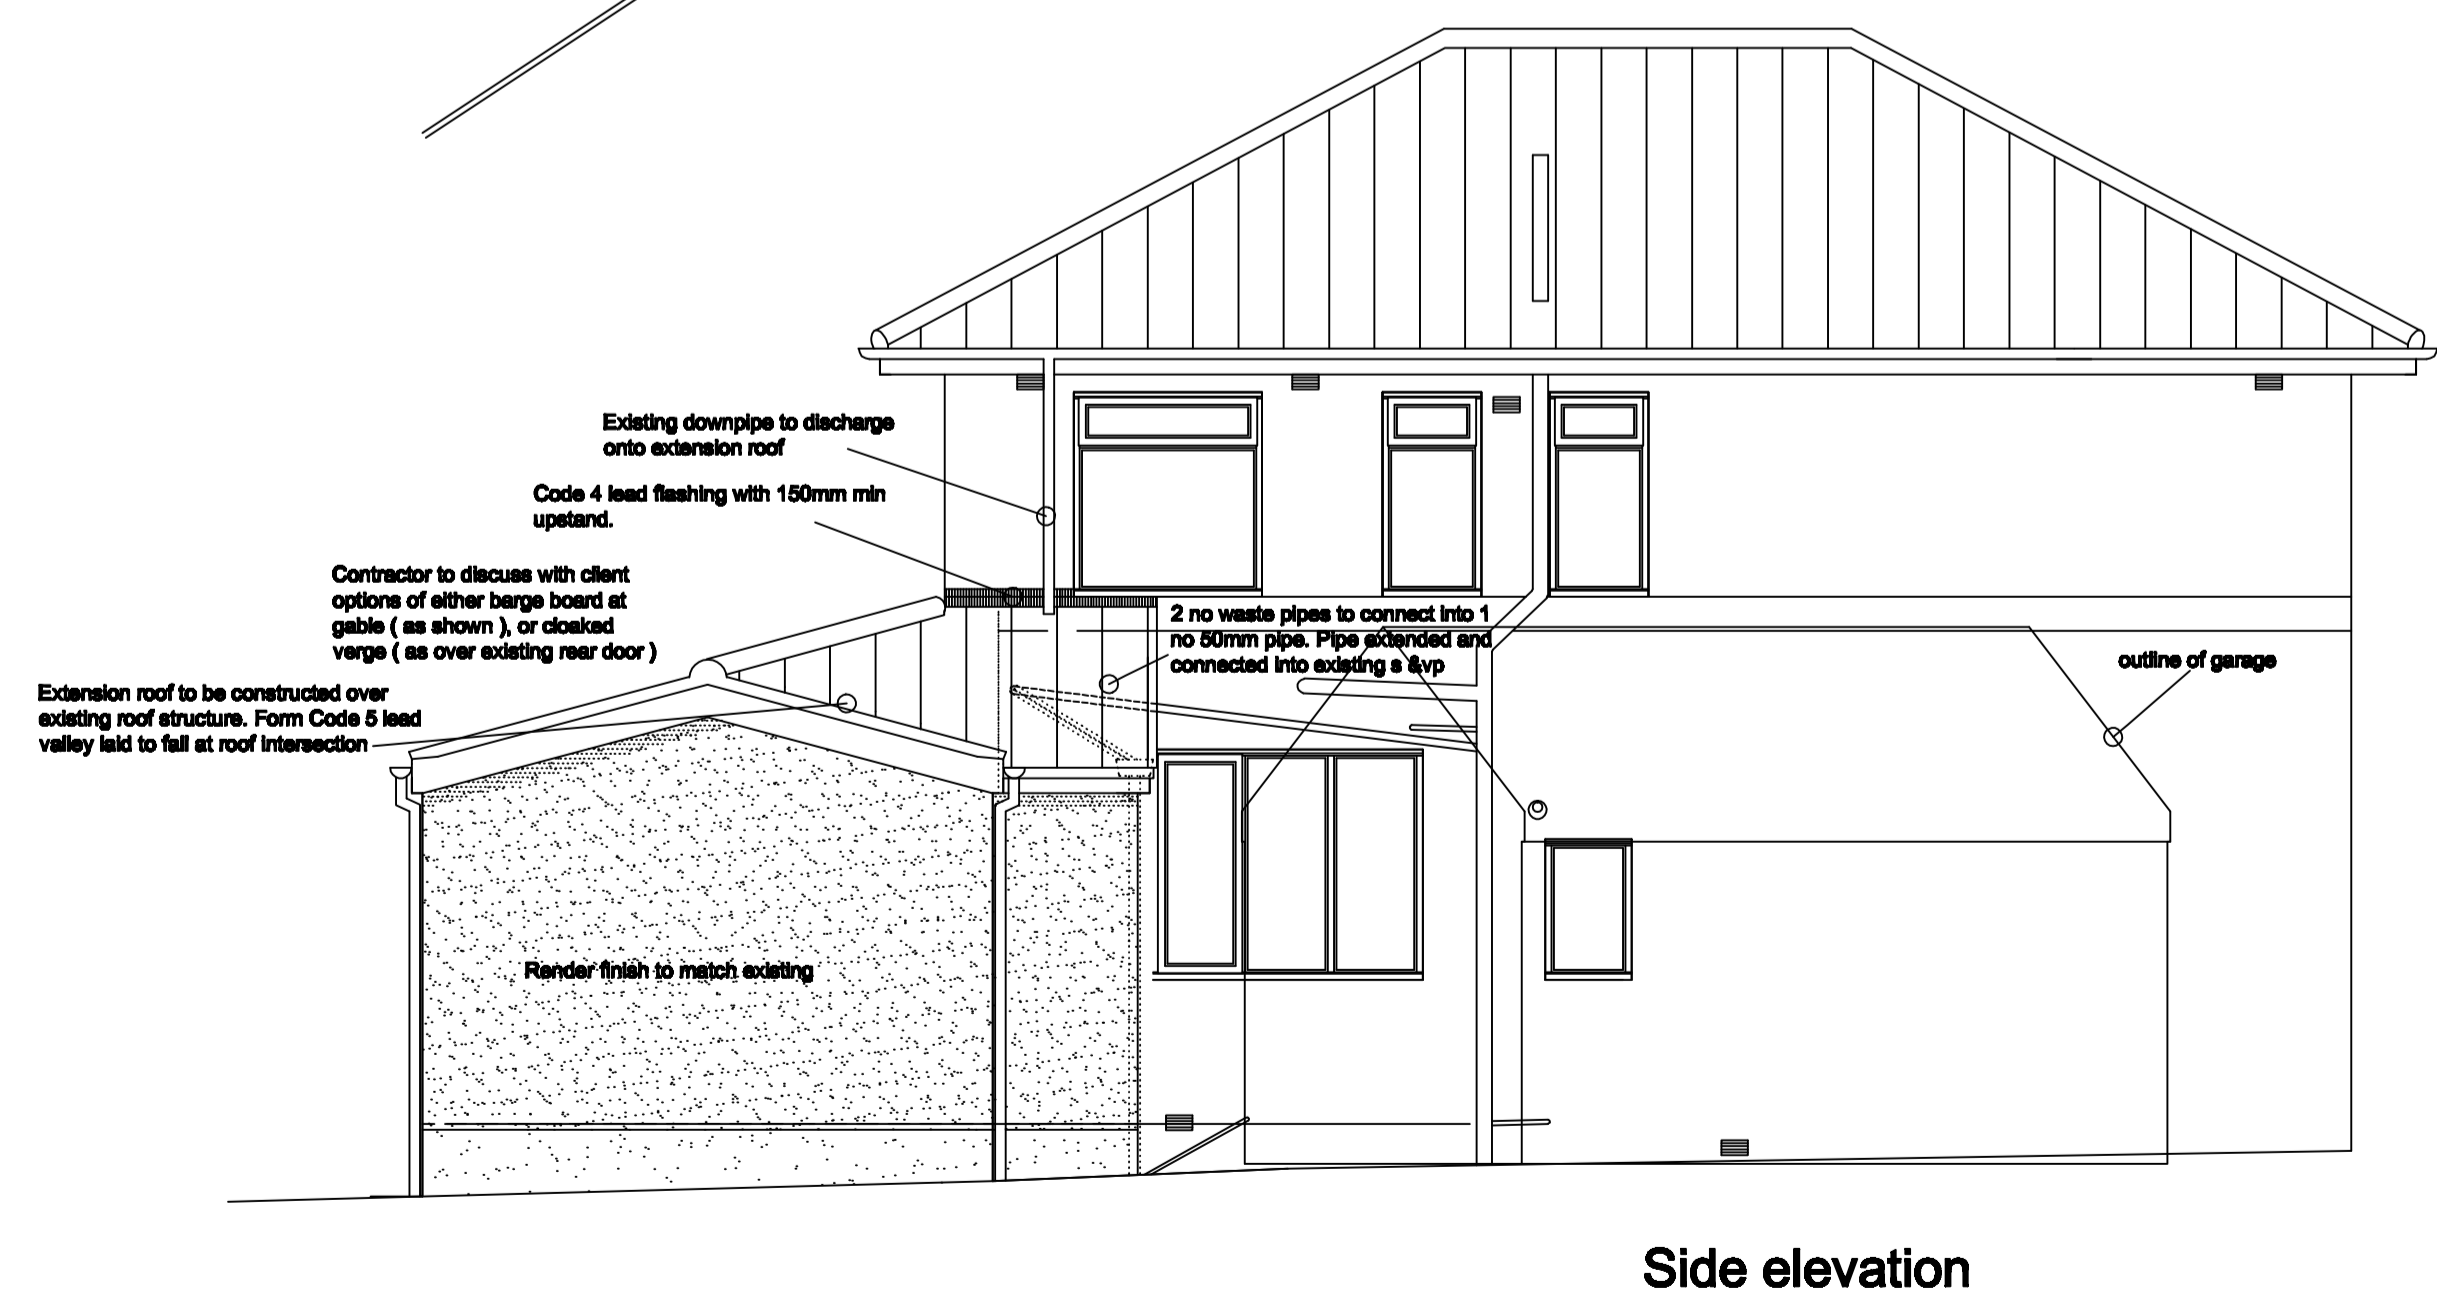 Existing downpipe to discharge
onto extension roof
Code 4 lead flashing with 150mm min
upstand.
Contractor to discuss with client
options of either barge board at
gable ( as shown ), or cloaked
verge ( as over existing rear door )
2 no waste pipes to connect into 1
no 50mm pipe. Pipe extended and
connected into existing s &vp
outline of garage
Extension roof to be constructed over
existing roof structure. Form Code 5 lead
valley laid to fall at roof intersection
Render finish to match existing
Side elevation